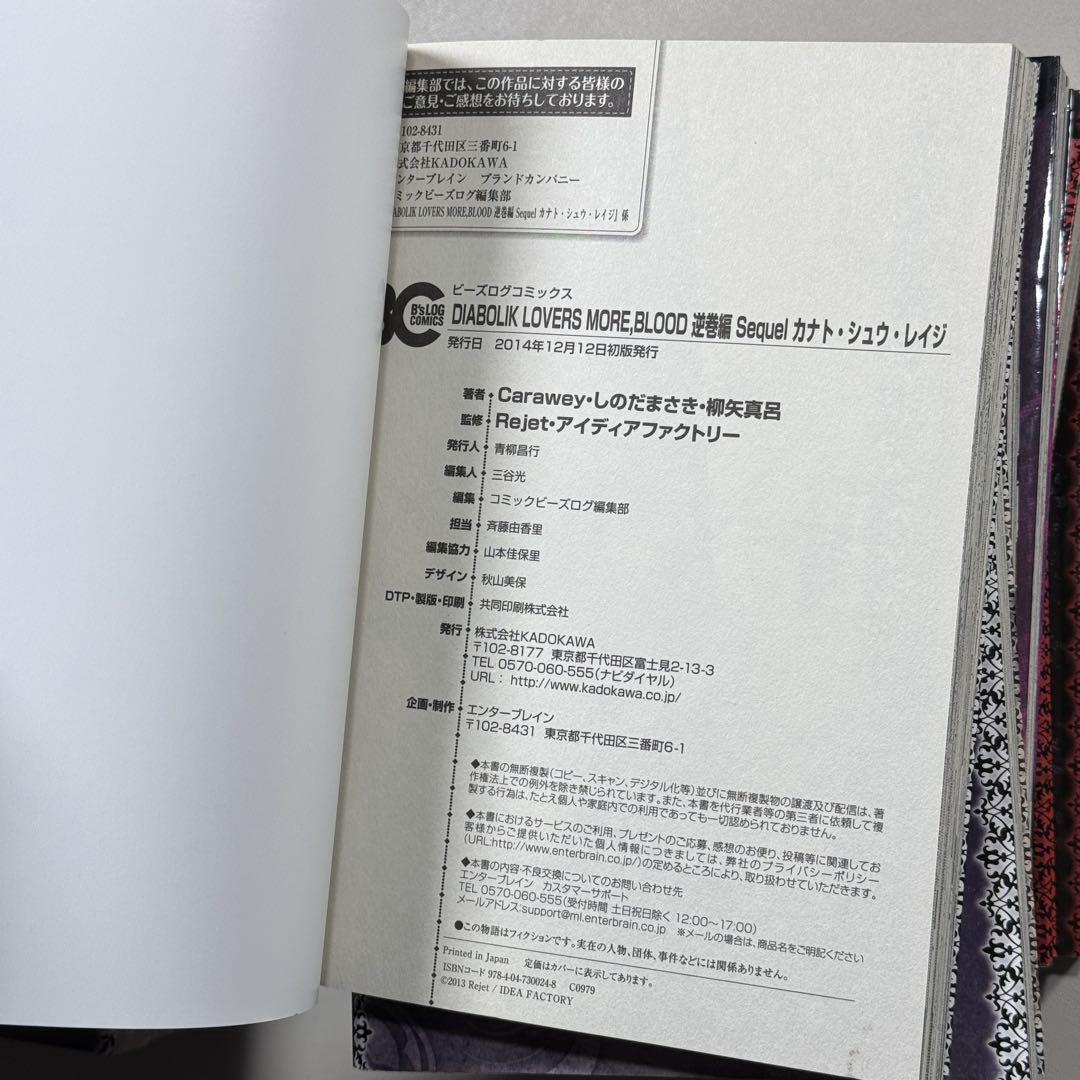 編集部では、この作品に対する皆様の
ご意見・ご感想をお待ちしております。
102-8431
京都千代田区三番町6-1
式会社KADOKAWA
ンターブレイン ブランドカンパニー
ミックビーズログ編集部
ABOLIK LOVERS MORE,BLOOD 逆巻編 Sequel カナト・シュウ・レイジ」係
B's-LOG COMICS
ビーズログコミックス
DIABOLIK LOVERS MORE,BLOOD 逆巻編 Sequel カナト・シュウ・レイジ
発行日 2014年12月12日初版発行
著者 Carawey・しのだまさき・柳矢真呂
監修 Rejet・アイディアファクトリー
発行人 青柳昌行
編集人 三谷光
編集 コミックビーズログ編集部
担当 斉藤由香里
編集協力 山本佳保里
デザイン 秋山美保
DTP・製版・印刷 共同印刷株式会社
発行 株式会社KADOKAWA
〒102-8177 東京都千代田区富士見2-13-3
TEL 0570-060-555(ナビダイヤル)
URL : http://www.kadokawa.co.jp/
企画・制作 エンターブレイン
〒102-8431 東京都千代田区三番町6-1
◆本書の無断複製(コピー、スキャン、デジタル化等)並びに無断複製物の譲渡及び配信は、著
作権法上での例外を除き禁じられています。また、本書を代行業者等の第三者に依頼して複
製する行為は、たとえ個人や家庭内での利用であっても一切認められておりません。
◆本書におけるサービスのご利用、プレゼントのご応募、感想のお便り、投稿等に関連してお
客様からご提供いただいた個人情報につきましては、弊社のプライバシーポリシー
(URL:http://www.enterbrain.co.jp/)の定めるところにより、取り扱わせていただきます。
◆本書の内容・不良交換についてのお問い合わせ先
エンターブレイン カスタマーサポート
TEL 0570-060-555(受付時間 土日祝日除く 12:00〜17:00)
メールアドレス:support@ml.enterbrain.co.jp ※メールの場合は、商品名をご明記ください
●この物語はフィクションです。実在の人物、団体、事件などには関係ありません。
Printed in Japan 定価はカバーに表示してあります。
ISBNコード 978-4-04-730024-8 C0979
©2013 Rejet / IDEA FACTORY